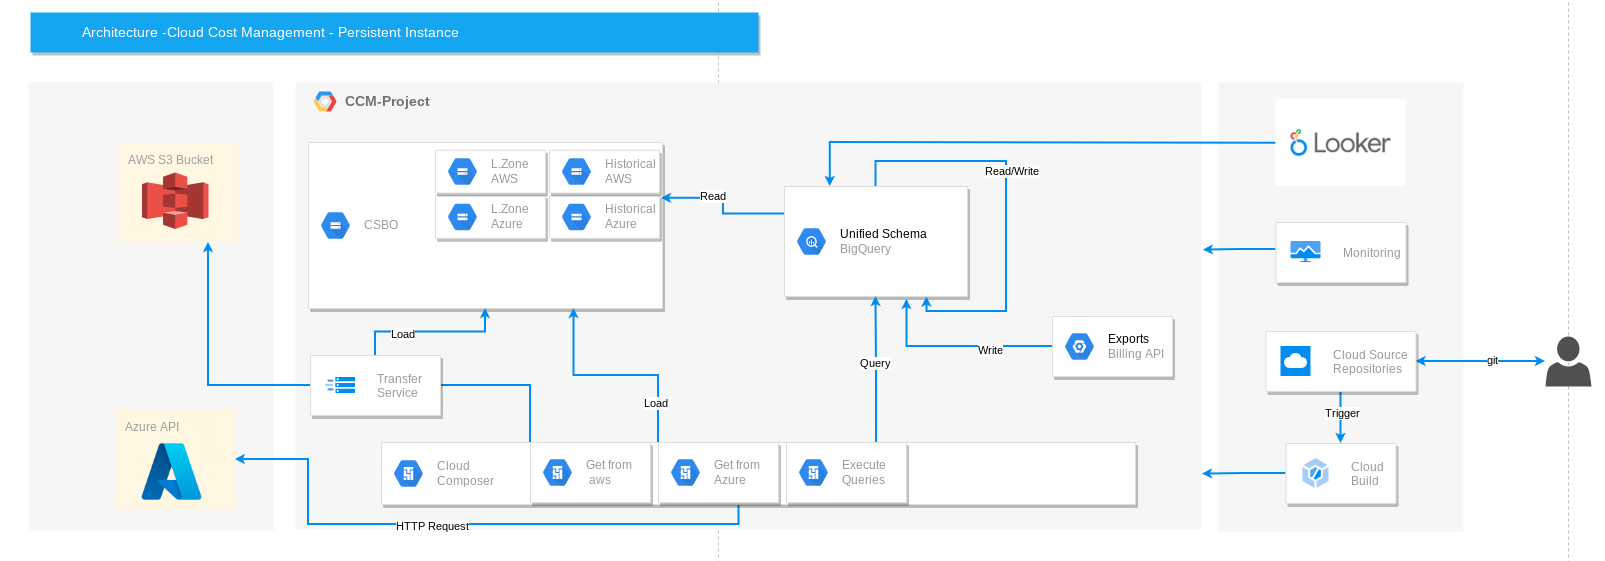 Architecture -Cloud Cost Management - Persistent Instance
CCM-Project
AWS S3 Bucket
L.Zone
AWS
Historical
AWS
L.Zone
Azure
Historical
Azure
CSBO
Read
Unified Schema
BigQuery
Read/Write
Looker
Monitoring
Load
Transfer
Service
Query
Write
Exports
Billing API
Cloud Source
Repositories
git
Trigger
Load
Azure API
Cloud
Composer
Get from
aws
Get from
Azure
Execute
Queries
Cloud
Build
HTTP Request